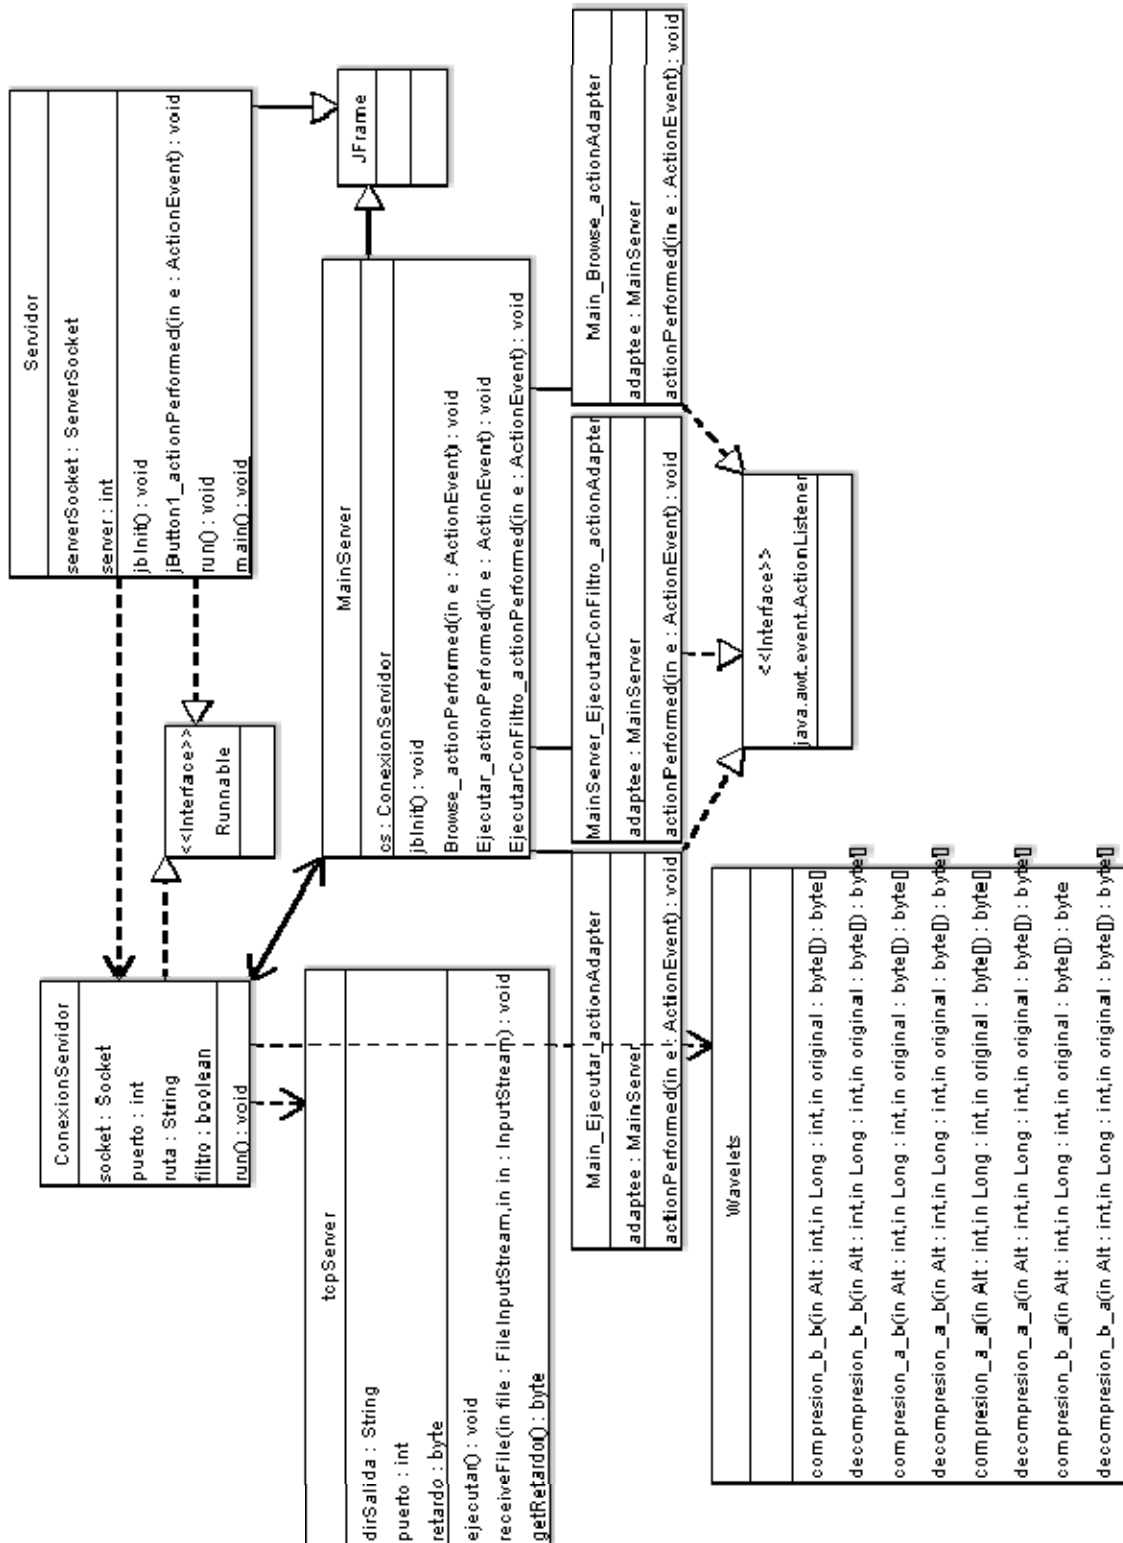 Servidor
serverSocket : ServerSocket
server : int
jbInit() : void
jButton1_actionPerformed(in e : ActionEvent) : void
run() : void
main() : void
JFrame
ConexionServidor
socket : Socket
puerto : int
ruta : String
filtro : boolean
run() : void
<<Interface>>
Runnable
MainServer
cs : ConexionServidor
jbInit() : void
Browse_actionPerformed(in e : ActionEvent) : void
Ejecutar_actionPerformed(in e : ActionEvent) : void
EjecutarConFiltro_actionPerformed(in e : ActionEvent) : void
tcpServer
dirSalida : String
puerto : int
retardo : byte
ejecutar() : void
receiveFile(in file : FileInputStream,in in : InputStream) : void
getRetardo() : byte
Main_Ejecutar_actionAdapter
adaptee : MainServer
actionPerformed(in e : ActionEvent) : void
MainServer_EjecutarConFiltro_actionAdapter
adaptee : MainServer
actionPerformed(in e : ActionEvent) : void
Main_Browse_actionAdapter
adaptee : MainServer
actionPerformed(in e : ActionEvent) : void
<<Interface>>
java.awt.event.ActionListener
Wavelets
compresion_b_b(in Alt : int,in Long : int,in original : byte[]) : byte[]
decompresion_b_b(in Alt : int,in Long : int,in original : byte[]) : byte[]
compresion_a_b(in Alt : int,in Long : int,in original : byte[]) : byte[]
decompresion_a_b(in Alt : int,in Long : int,in original : byte[]) : byte[]
compresion_a_a(in Alt : int,in Long : int,in original : byte[]) : byte[]
decompresion_a_a(in Alt : int,in Long : int,in original : byte[]) : byte[]
compresion_b_a(in Alt : int,in Long : int,in original : byte[]) : byte
decompresion_b_a(in Alt : int,in Long : int,in original : byte[]) : byte[]